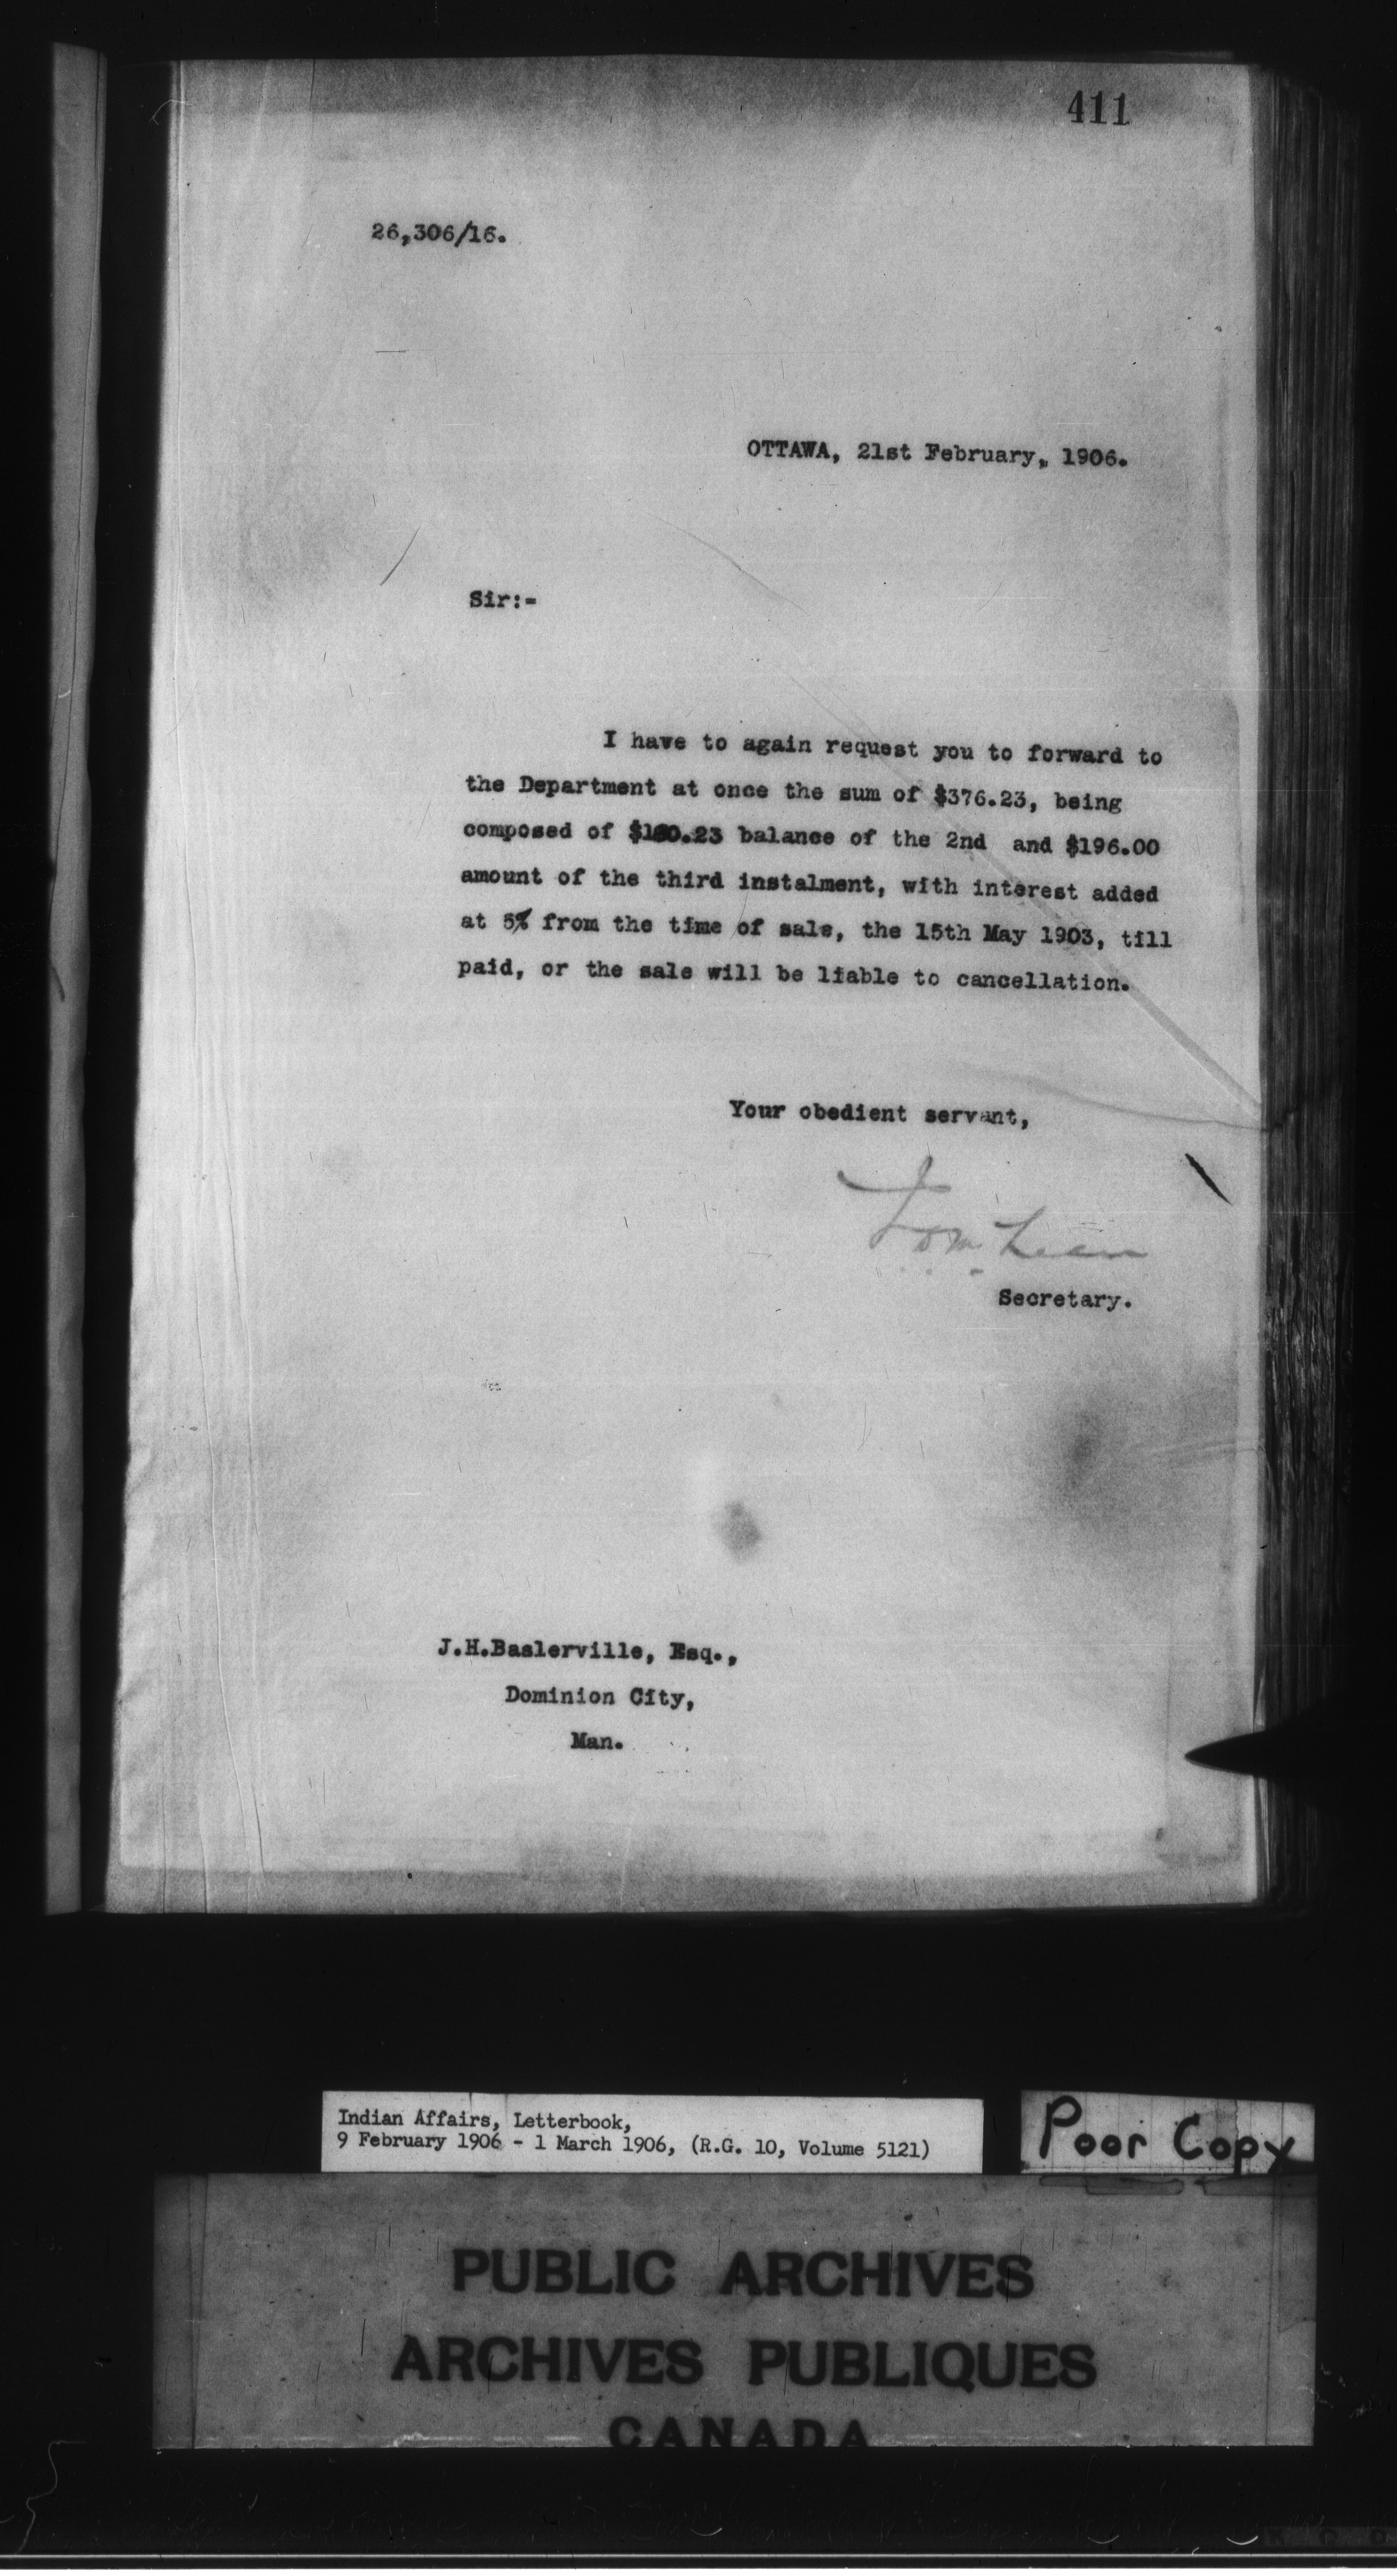 411
26,306/16.
OTTAWA, 21st February, 1906.
Sir:-
I have to again request you to forward to
the Department at once the sum of $376.23, being
composed of $180.23 balance of the 2nd and $196.00
amount of the third instalment, with interest added
at 5% from the time of sale, the 15th May 1903, till
paid, or the sale will be liable to cancellation.
Your obedient servant,
Secretary.
J.H.Baslerville, Esq.,
Dominion City,
Man.
Indian Affairs, Letterbook,
9 February 1906 - 1 March 1906, (R.G. 10, Volume 5121)
Poor Copy
PUBLIC ARCHIVES
ARCHIVES PUBLIQUES
CANADA